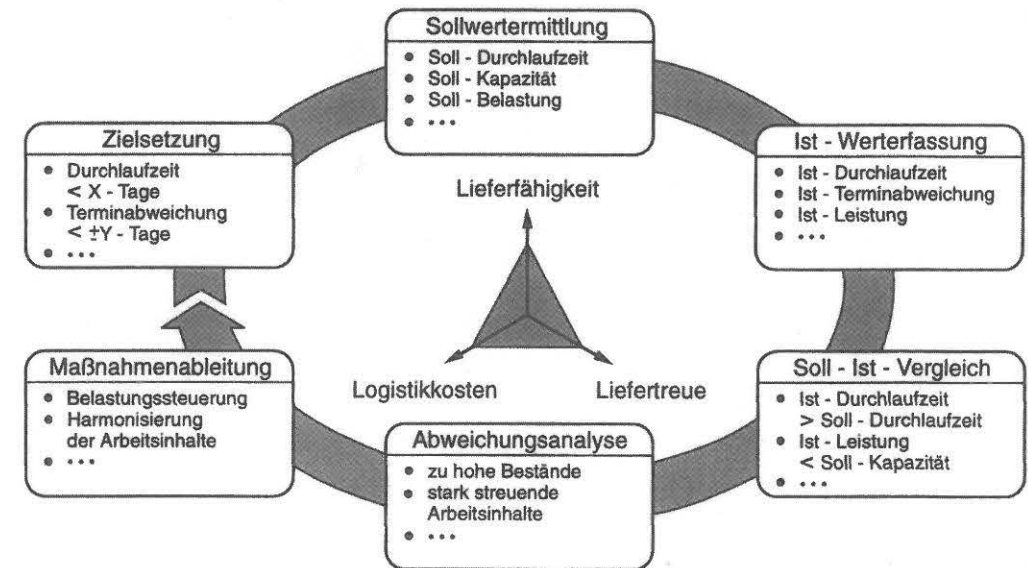 Sollwertermittlung
• Soll - Durchlaufzeit
• Soll - Kapazität
• Soll - Belastung
• • • •
Zielsetzung
• Durchlaufzeit
< X - Tage
• Terminabweichung
< ±Y - Tage
• • • •
Ist - Werterfassung
• Ist - Durchlaufzeit
• Ist - Terminabweichung
• Ist - Leistung
• • • •
Lieferfähigkeit
Logistikkosten
Liefertreue
Maßnahmenableitung
• Belastungssteuerung
• Harmonisierung
der Arbeitsinhalte
• • • •
Soll - Ist - Vergleich
• Ist - Durchlaufzeit
> Soll - Durchlaufzeit
• Ist - Leistung
< Soll - Kapazität
• • • •
Abweichungsanalyse
• zu hohe Bestände
• stark streuende
Arbeitsinhalte
• • • •